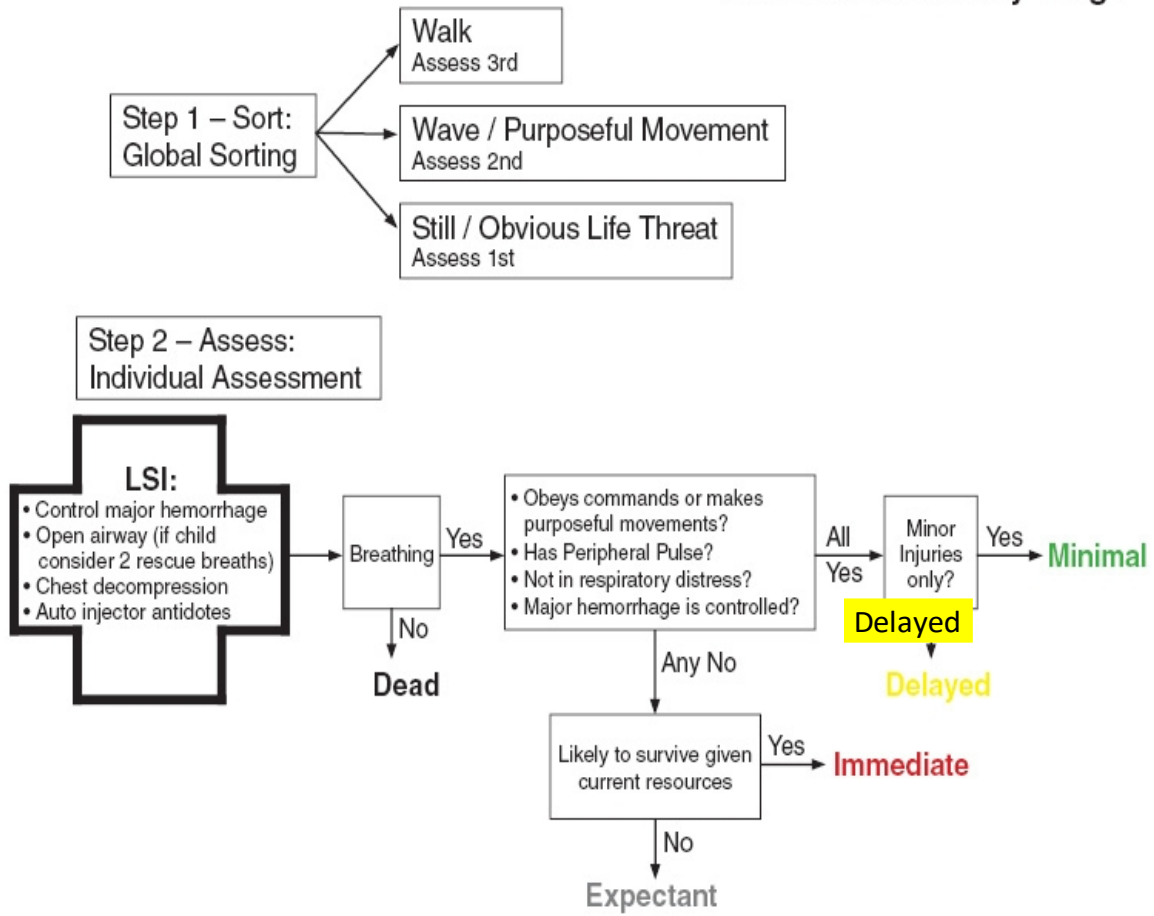 Walk
Assess 3rd
Step 1 – Sort:
Global Sorting
Wave / Purposeful Movement
Assess 2nd
Still / Obvious Life Threat
Assess 1st
Step 2 – Assess:
Individual Assessment
LSI:
• Control major hemorrhage
• Open airway (if child
consider 2 rescue breaths)
• Chest decompression
• Auto injector antidotes
Breathing
Yes
No
Dead
• Obeys commands or makes
purposeful movements?
• Has Peripheral Pulse?
• Not in respiratory distress?
• Major hemorrhage is controlled?
All
Yes
Minor
Injuries
only?
Yes
Minimal
Delayed
Delayed
Any No
Likely to survive given
current resources
Yes
Immediate
No
Expectant